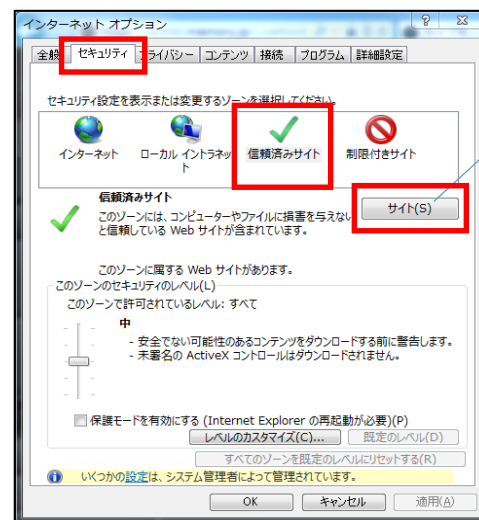 インターネット オプション
全般 セキュリティ プライバシー コンテンツ 接続 プログラム 詳細設定
セキュリティ設定を表示または変更するゾーンを選択してください。
インターネット ローカル イントラネッ 信頼済みサイト 制限付きサイト
ト
信頼済みサイト
サイト(S)
このゾーンには、コンピューターやファイルに損害を与えない
と信頼している Web サイトが含まれています。
このゾーンに属する Web サイトがあります。
このゾーンのセキュリティのレベル(L)
このゾーンで許可されているレベル: すべて
中
- 安全でない可能性のあるコンテンツをダウンロードする前に警告します。
- 未署名の ActiveX コントロールはダウンロードされません。
保護モードを有効にする (Internet Explorer の再起動が必要)(P)
レベルのカスタマイズ(C)... 既定のレベル(D)
すべてのゾーンを既定のレベルにリセットする(R)
いくつかの設定は、システム管理者によって管理されています。
OK キャンセル 適用(A)